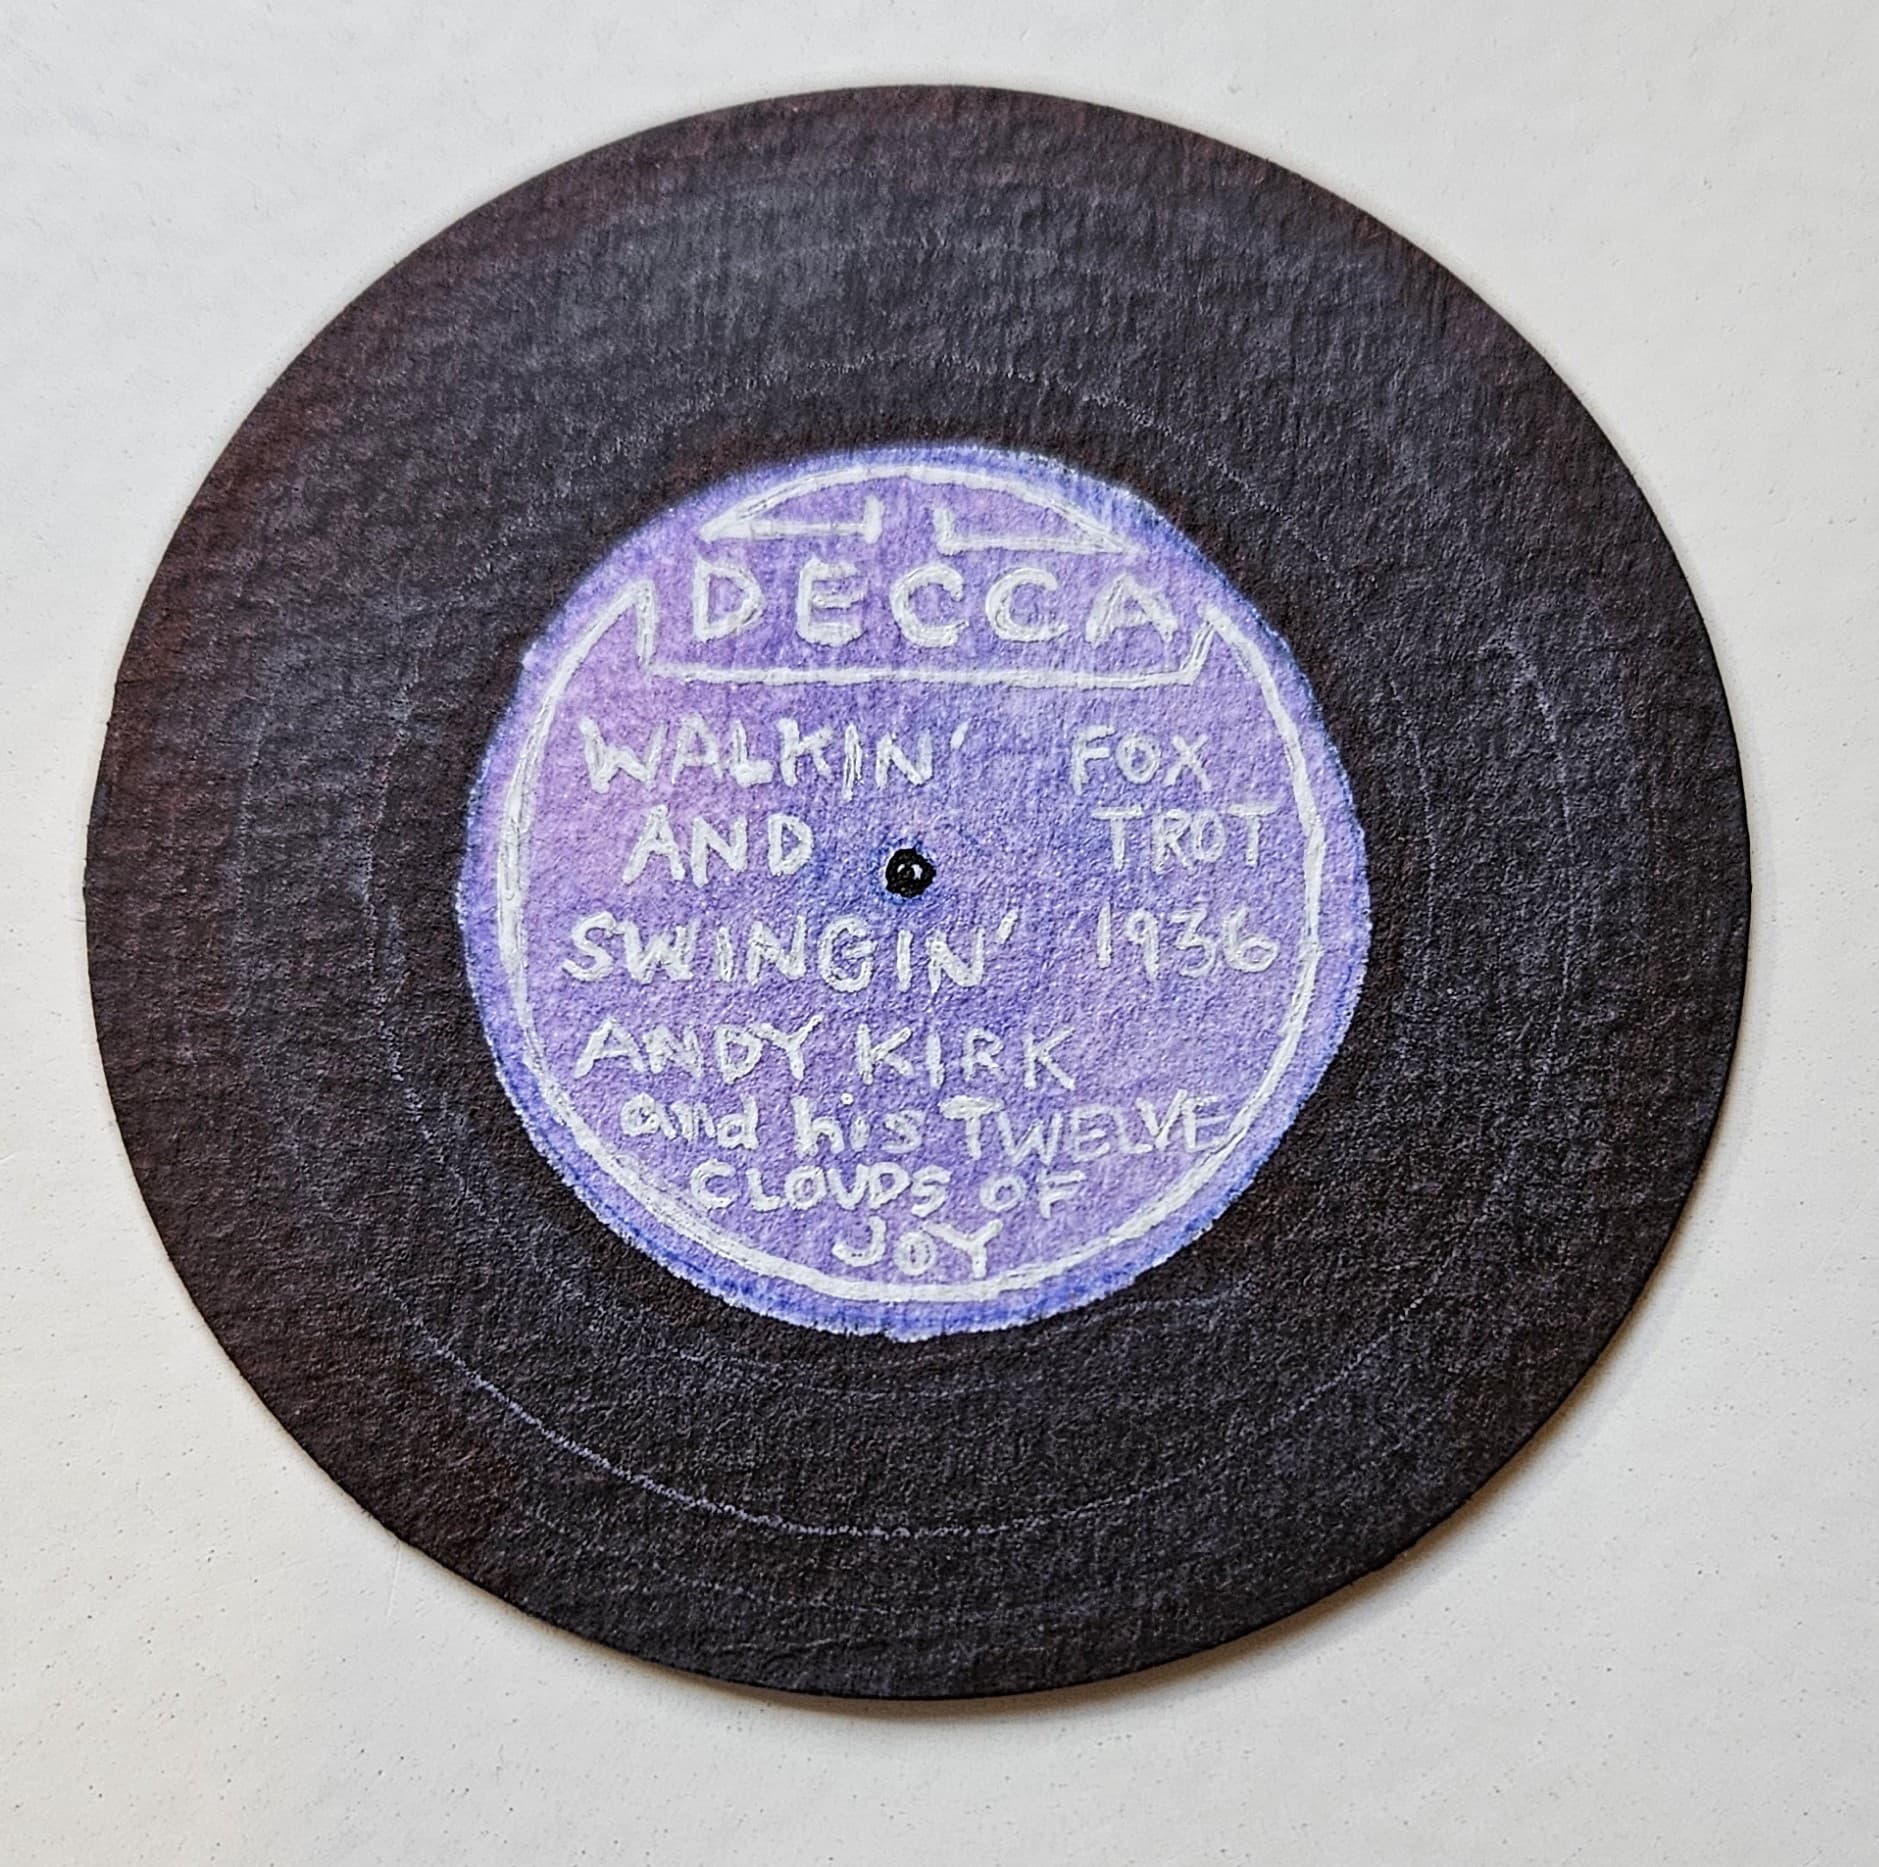 DECCA
WALKIN' FOX
AND TROT
SWINGIN' 1936
ANDY KIRK
and his TWELVE
CLOUDS OF
JOY